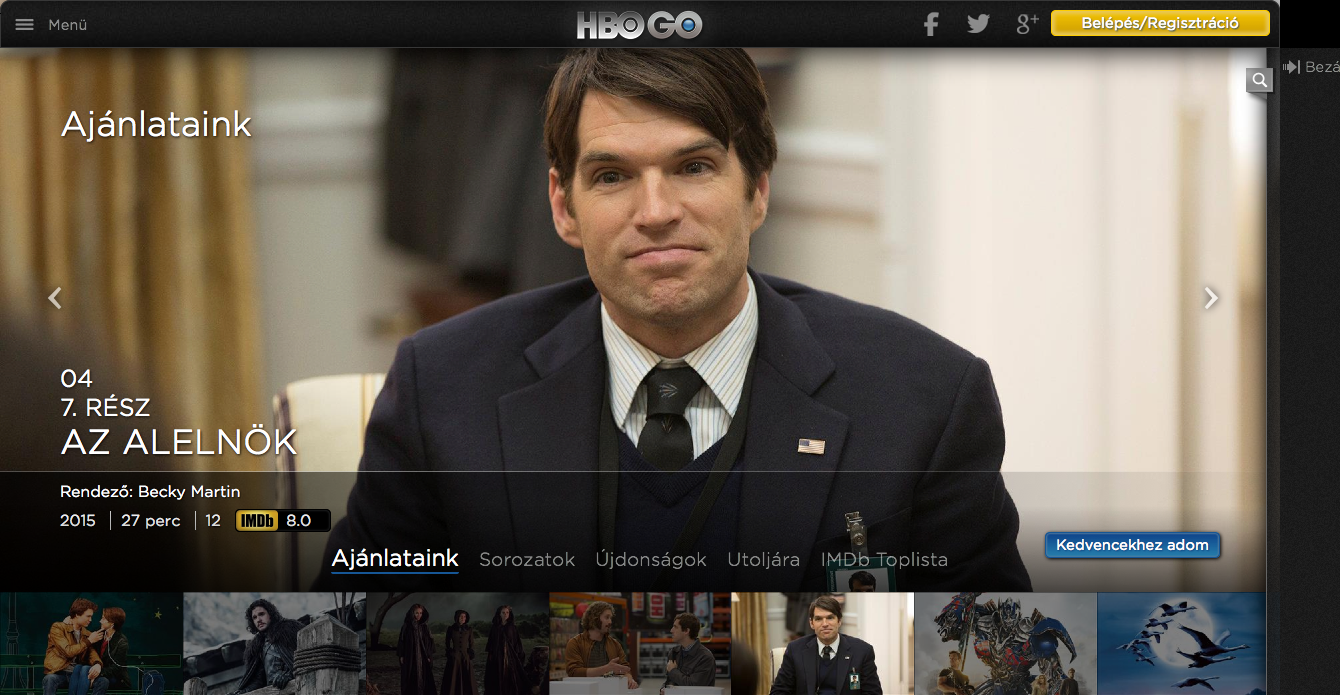 Menü
HBO GO
f
g+
Belépés/Regisztráció
Bezá
Ajánlataink
04
7. RÉSZ
AZ ALELNÖK
Rendező: Becky Martin
2015 | 27 perc | 12 IMDb 8.0
Kedvencekhez adom
Ajánlataink Sorozatok Újdonságok Utoljára IMDb Toplista